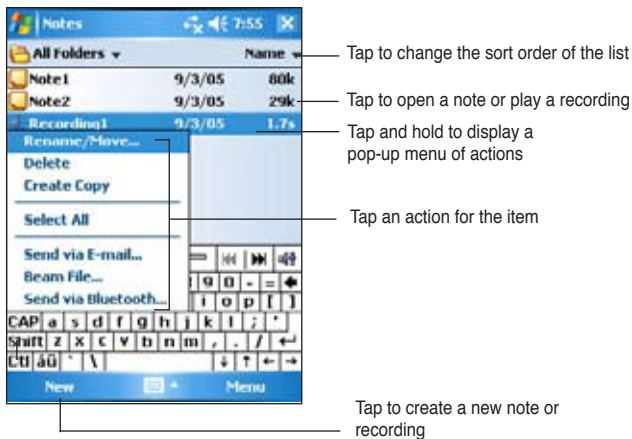 Notes 7:55
All Folders Name
Tap to change the sort order of the list
Note1 9/3/05 80k
Note2 9/3/05 29k
Tap to open a note or play a recording
Recording1 9/3/05 1.7s
Tap and hold to display a
pop-up menu of actions
Rename/Move...
Delete
Create Copy
Select All
Tap an action for the item
Send via E-mail...
Beam File...
Send via Bluetooth...
9 0 - =
i o p [ ]
CAP a s d f g h j k l ; '
Shift z x c v b n m , . /
Ctl áü ` \
New Menu
Tap to create a new note or
recording